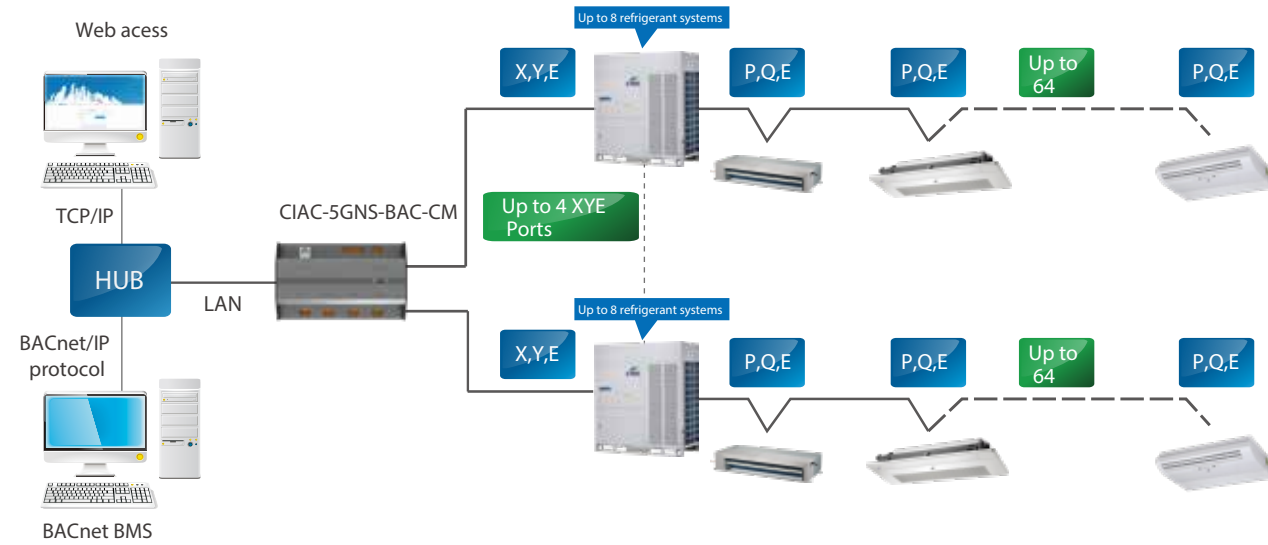 Up to 8 refrigerant systems
Web acess
X,Y,E
P,Q,E
P,Q,E
Up to
64
P,Q,E
TCP/IP
CIAC-5GNS-BAC-CM
Up to 4 XYE
Ports
HUB
LAN
Up to 8 refrigerant systems
BACnet/IP
protocol
X,Y,E
P,Q,E
P,Q,E
Up to
64
P,Q,E
BACnet BMS